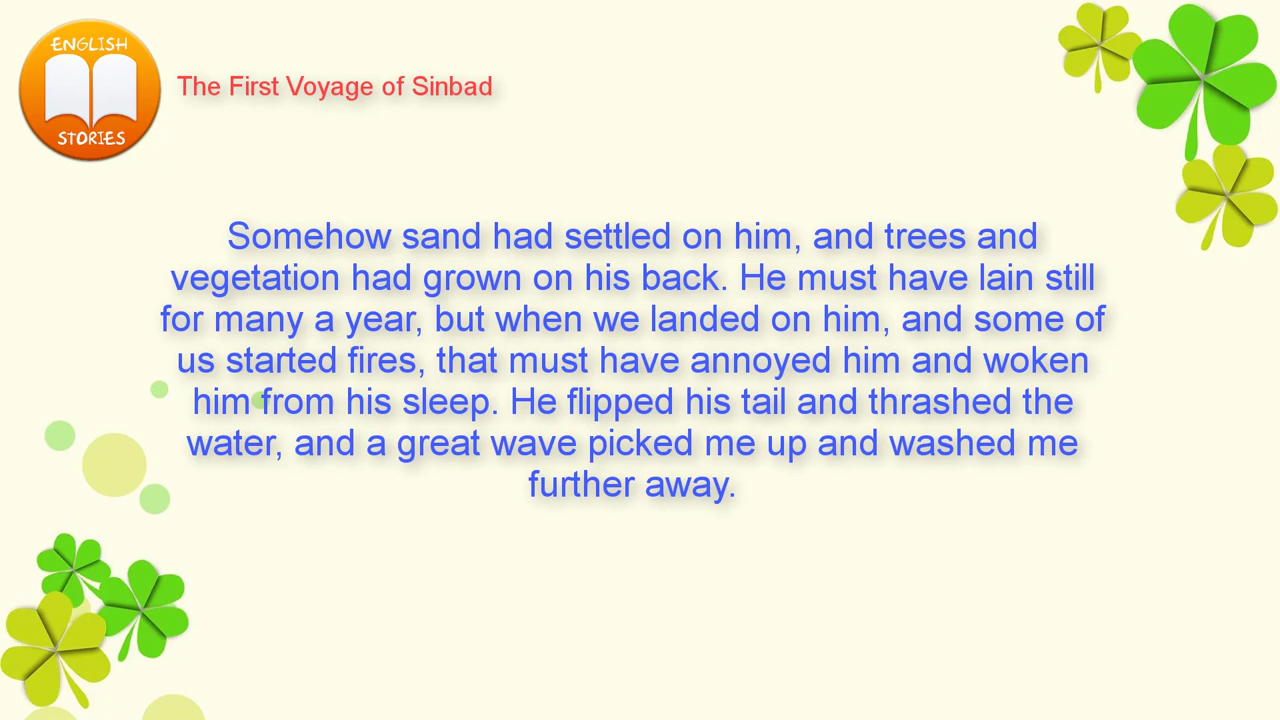 ENGLISH
STORIES
The First Voyage of Sinbad
Somehow sand had settled on him, and trees and
vegetation had grown on his back. He must have lain still
for many a year, but when we landed on him, and some of
us started fires, that must have annoyed him and woken
him from his sleep. He flipped his tail and thrashed the
water, and a great wave picked me up and washed me
further away.